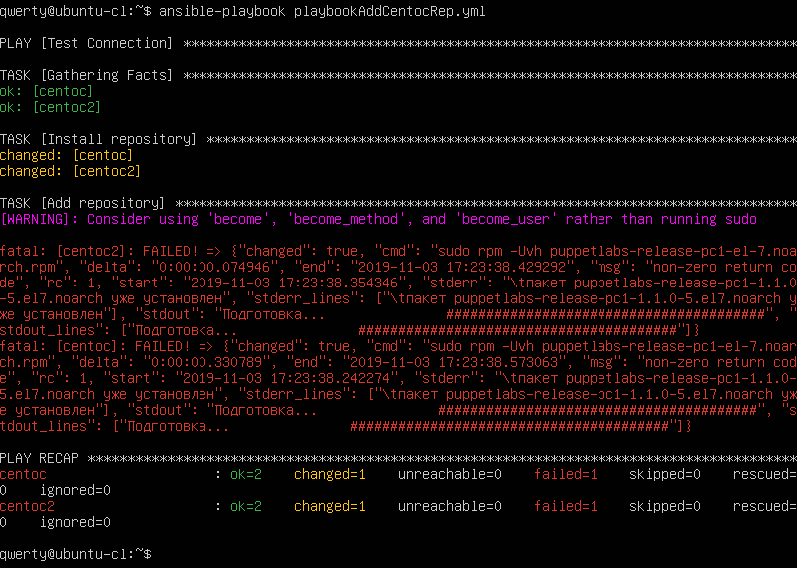 qwerty@ubuntu-cl:~$ ansible-playbook playbookAddCentocRep.yml
PLAY [Test Connection] ******************************************************************************
TASK [Gathering Facts] ******************************************************************************
ok: [centoc]
ok: [centoc2]
TASK [Install repository] **************************************************************************
changed: [centoc]
changed: [centoc2]
TASK [Add repository] ******************************************************************************
[WARNING]: Consider using 'become', 'become_method', and 'become_user' rather than running sudo
fatal: [centoc2]: FAILED! => {"changed": true, "cmd": "sudo rpm -Uvh puppetlabs-release-pc1-el-7.noa
rch.rpm", "delta": "0:00:00.074946", "end": "2019-11-03 17:23:38.429292", "msg": "non-zero return co
de", "rc": 1, "start": "2019-11-03 17:23:38.354346", "stderr": "\tпакет puppetlabs-release-pc1-1.1.0
-5.el7.noarch уже установлен", "stderr_lines": ["\tпакет puppetlabs-release-pc1-1.1.0-5.el7.noarch у
же установлен"], "stdout": "Подготовка...                ########################################", "
stdout_lines": ["Подготовка...               ########################################"]}
fatal: [centoc]: FAILED! => {"changed": true, "cmd": "sudo rpm -Uvh puppetlabs-release-pc1-el-7.noar
ch.rpm", "delta": "0:00:00.330789", "end": "2019-11-03 17:23:38.573063", "msg": "non-zero return cod
e", "rc": 1, "start": "2019-11-03 17:23:38.242274", "stderr": "\tпакет puppetlabs-release-pc1-1.1.0-
5.el7.noarch уже установлен", "stderr_lines": ["\tпакет puppetlabs-release-pc1-1.1.0-5.el7.noarch уж
е установлен"], "stdout": "Подготовка...               ########################################", "s
tdout_lines": ["Подготовка...               ########################################"]}
PLAY RECAP *****************************************************************************************
centoc                     : ok=2    changed=1    unreachable=0    failed=1    skipped=0    rescued=
0    ignored=0
centoc2                    : ok=2    changed=1    unreachable=0    failed=1    skipped=0    rescued=
0    ignored=0
qwerty@ubuntu-cl:~$